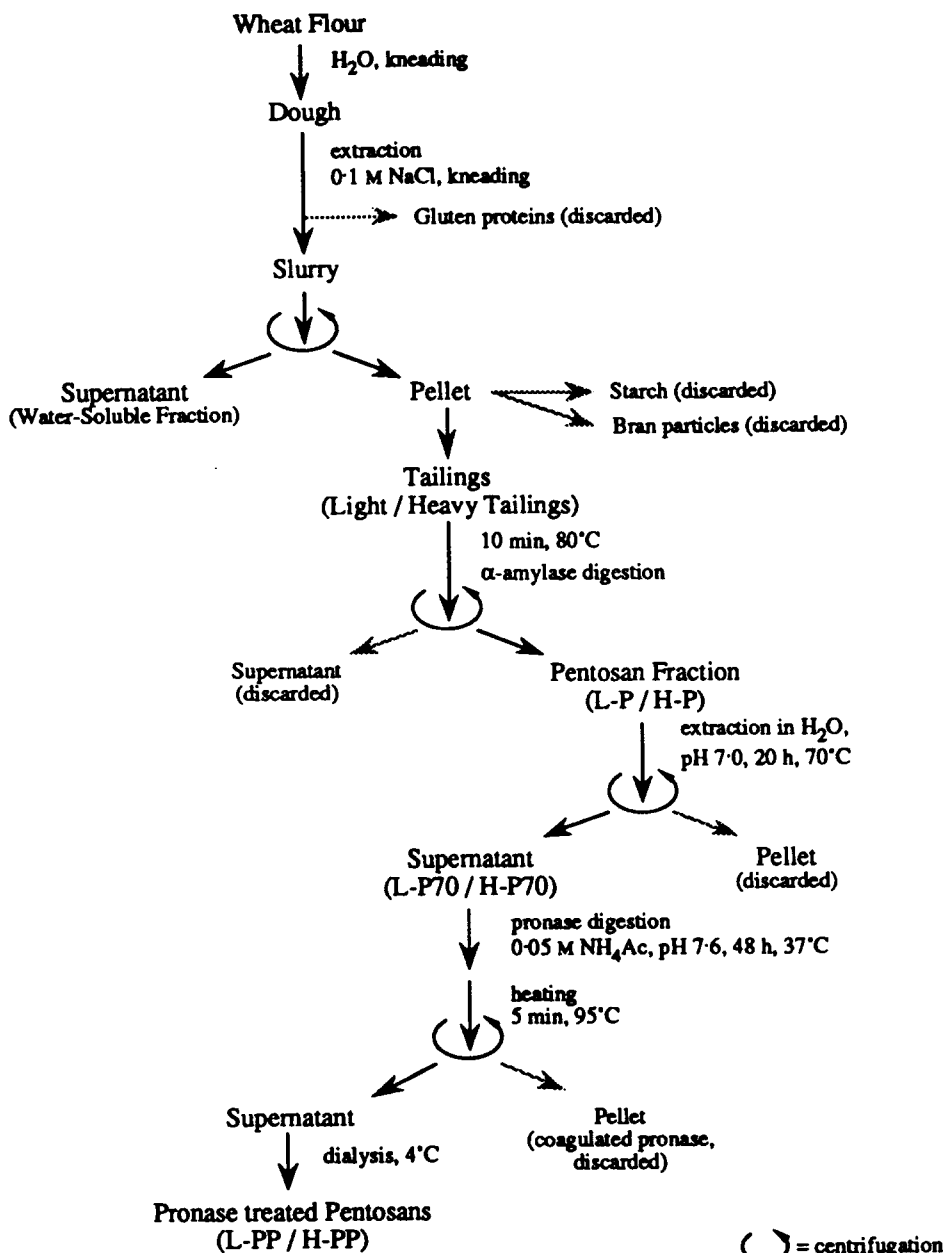 Wheat Flour
H₂O, kneading
Dough
extraction
0·1 M NaCl, kneading
Gluten proteins (discarded)
Slurry
Supernatant
(Water-Soluble Fraction)
Pellet
Starch (discarded)
Bran particles (discarded)
Tailings
(Light / Heavy Tailings)
10 min, 80°C
α-amylase digestion
Supernatant
(discarded)
Pentosan Fraction
(L-P / H-P)
extraction in H₂O,
pH 7·0, 20 h, 70°C
Supernatant
(L-P70 / H-P70)
Pellet
(discarded)
pronase digestion
0·05 M NH₄Ac, pH 7·6, 48 h, 37°C
heating
5 min, 95°C
Supernatant
Pellet
(coagulated pronase,
discarded)
dialysis, 4°C
Pronase treated Pentosans
(L-PP / H-PP)
= centrifugation